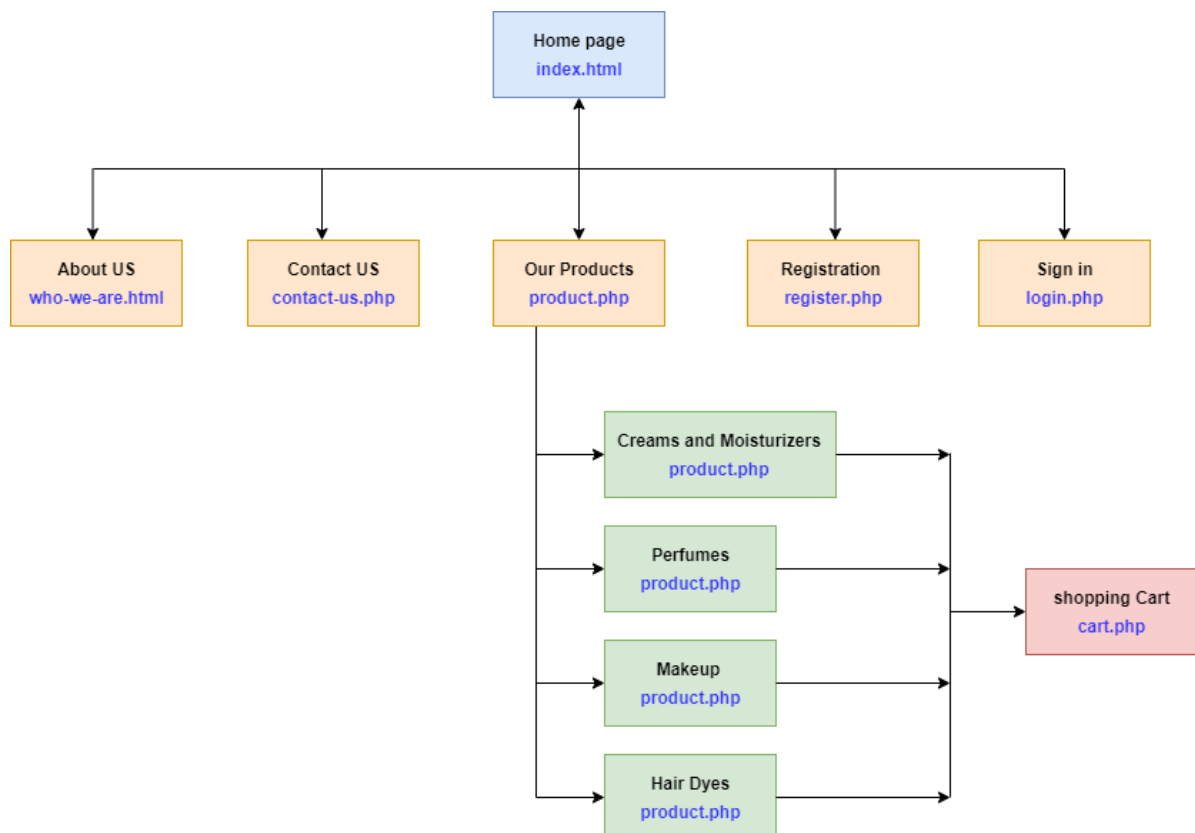 Home page
index.html
About US
who-we-are.html
Contact US
contact-us.php
Our Products
product.php
Registration
register.php
Sign in
login.php
Creams and Moisturizers
product.php
Perfumes
product.php
Makeup
product.php
Hair Dyes
product.php
shopping Cart
cart.php